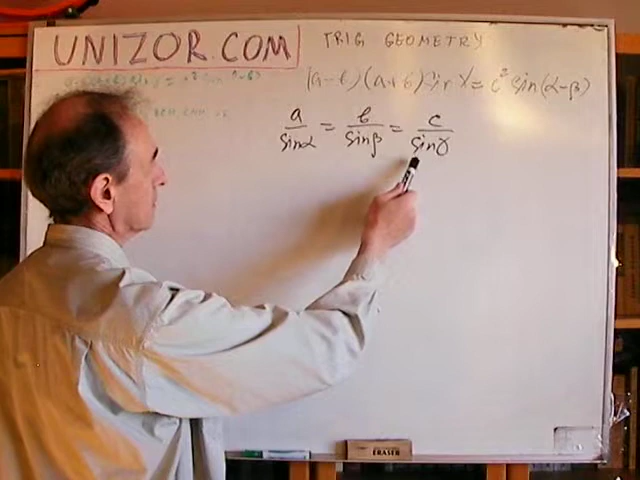 UNIZOR.COM
TRIG GEOMETRY
(a-b)(a+b)sin γ = c² sin(α-β)
a/sinα = b/sinβ = c/sinγ
ERASER